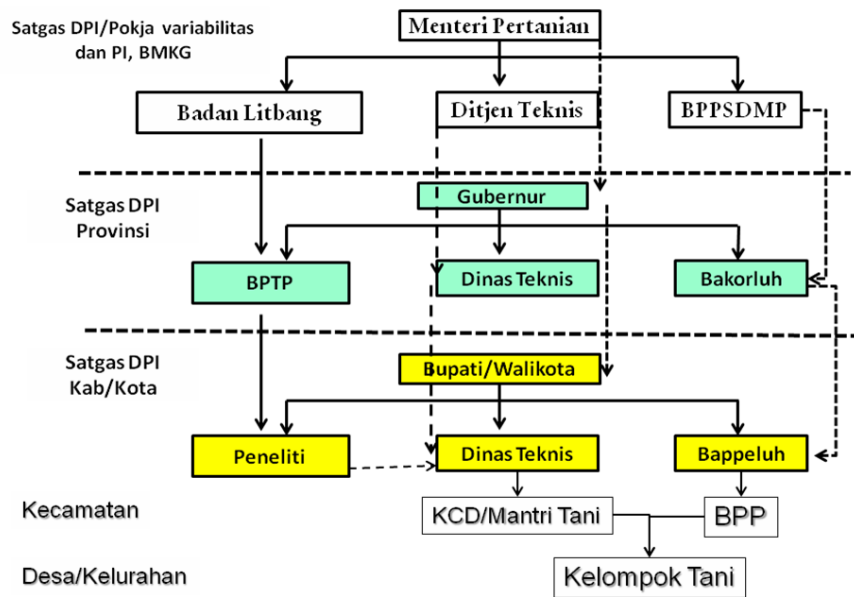 Satgas DPI/Pokja variabilitas
dan PI, BMKG
Menteri Pertanian
Badan Litbang
Ditjen Teknis
BPPSDMP
Satgas DPI
Provinsi
Gubernur
BPTP
Dinas Teknis
Bakorluh
Satgas DPI
Kab/Kota
Bupati/Walikota
Peneliti
Dinas Teknis
Bappeluh
Kecamatan
KCD/Mantri Tani
BPP
Desa/Kelurahan
Kelompok Tani